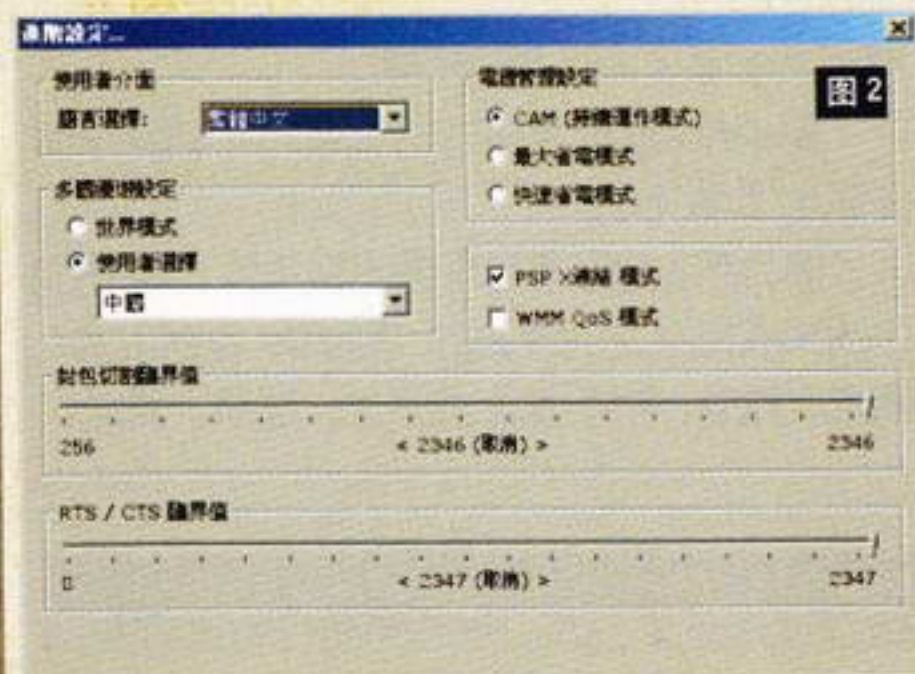 進階設定...
使用者介面
語言選擇:
繁體中文
多國漫遊設定
世界模式
使用者選擇
中國
電源管理設定
图2
CAM (持續運作模式)
最大省電模式
快速省電模式
PSP X連結 模式
WMM QoS 模式
封包切割臨界值
256 < 2346 (取消) > 2346
RTS / CTS 臨界值
0 < 2347 (取消) > 2347